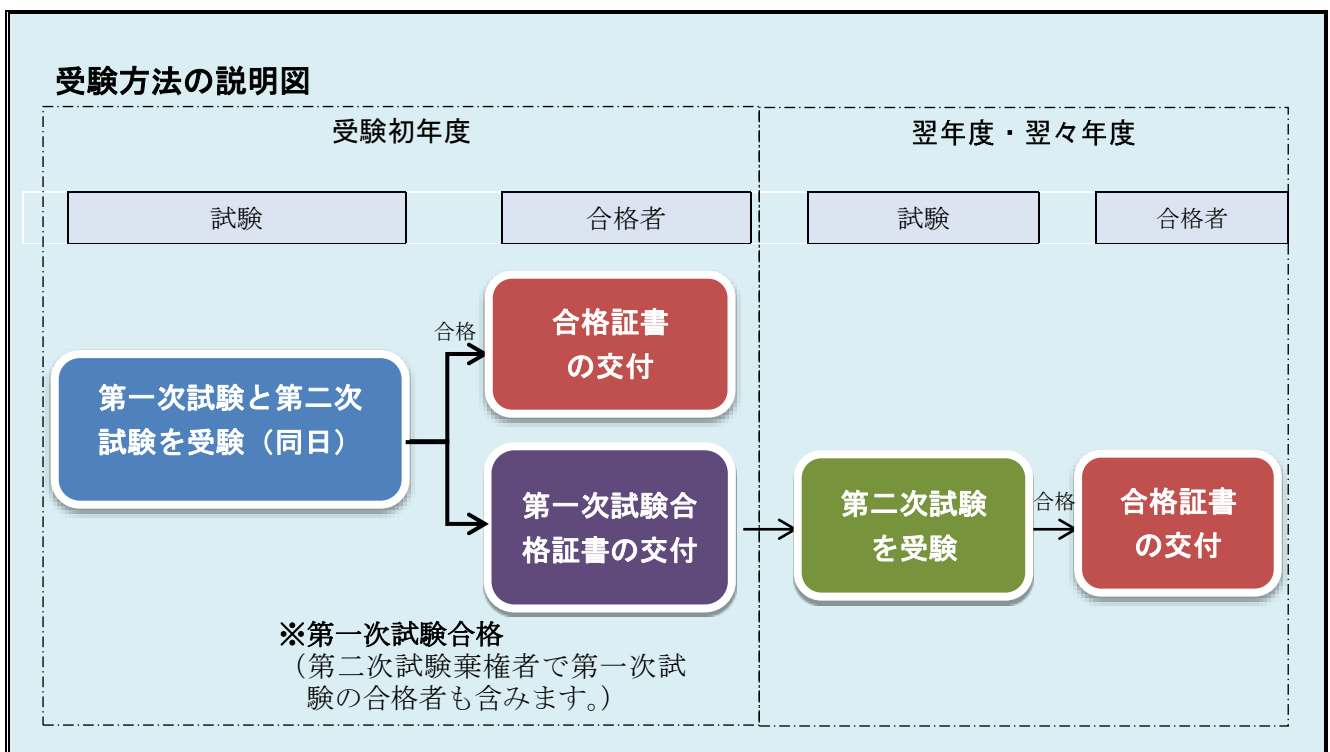 受験方法の説明図
受験初年度
翌年度・翌々年度
試験
合格者
試験
合格者
第一次試験と第二次
試験を受験（同日）
合格
合格証書
の交付
第一次試験合
格証書の交付
※第一次試験合格
（第二次試験棄権者で第一次試
験の合格者も含みます。）
第二次試験
を受験
合格
合格証書
の交付